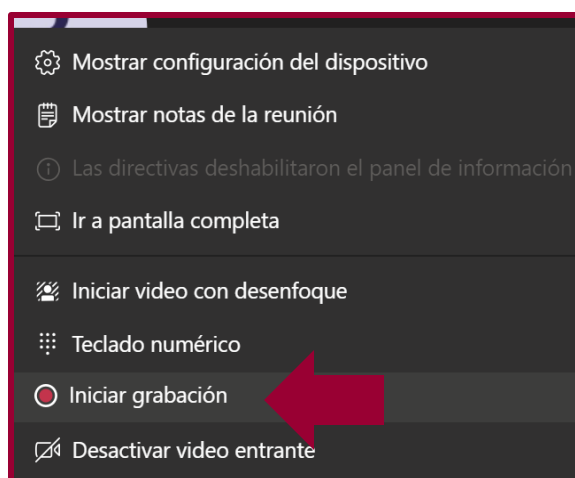 Mostrar configuración del dispositivo
Mostrar notas de la reunión
Las directivas deshabilitaron el panel de información
Ir a pantalla completa
Iniciar video con desenfoque
Teclado numérico
Iniciar grabación
Desactivar video entrante